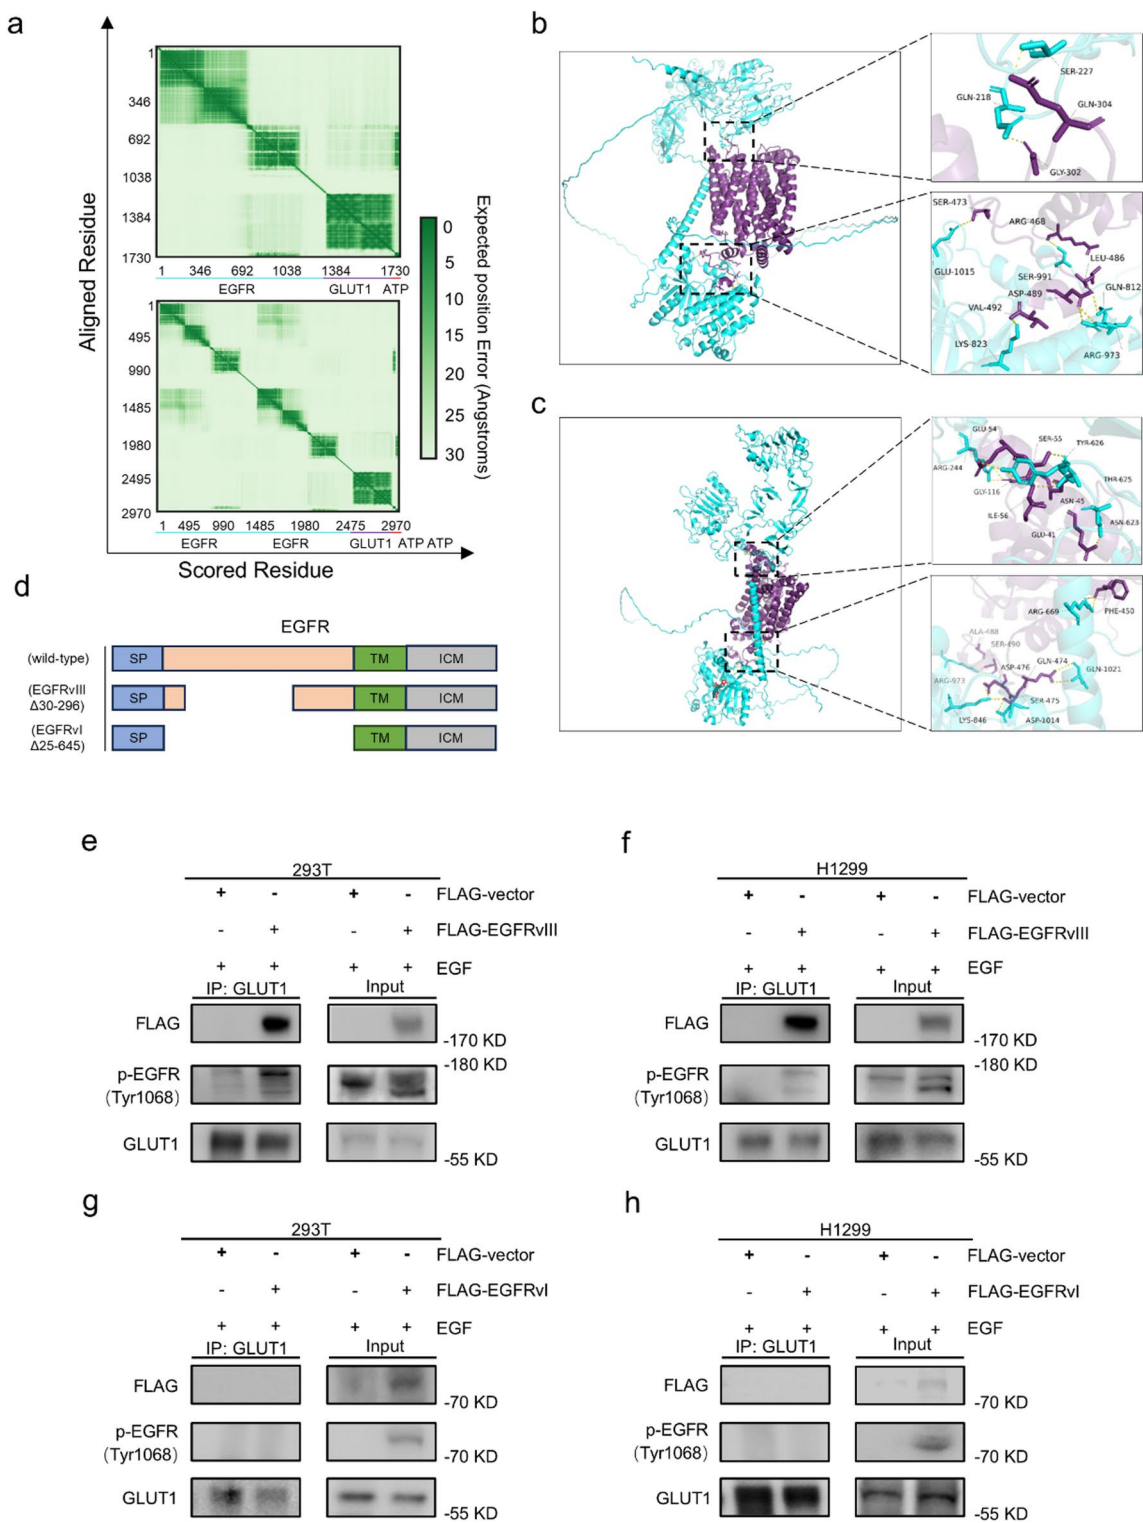 a
Aligned Residue
1
346
692
1038
1384
1730
1 346 692 1038 1384 1730
EGFR GLUT1 ATP
1
495
990
1485
1980
2495
2970
1 495 990 1485 1980 2475 2970
EGFR EGFR GLUT1 ATP ATP
Scored Residue
0
5
10
15
20
25
30
Expected position Error (Angstroms)
b
SER-227
GLN-218
GLN-304
GLY-302
SER-473
ARG-468
LEU-486
GLU-1015
SER-991
GLN-812
ASP-489
VAL-492
LYS-823
ARG-973
c
GLU-54
SER-55
TYR-626
ARG-244
THR-625
GLY-116
ASN-45
ILE-56
ASN-623
GLU-41
ARG-669
PHE-450
ALA-488
SER-490
GLN-474
ASP-476
GLN-1021
ARG-973
SER-475
LYS-846
ASP-1014
d
EGFR
(wild-type) SP TM ICM
(EGFRvIII
Δ30-296) SP TM ICM
(EGFRvI
Δ25-645) SP TM ICM
e
293T
+ - + - FLAG-vector
- + - + FLAG-EGFRvIII
+ + + + EGF
IP: GLUT1 Input
FLAG
-170 KD
-180 KD
p-EGFR
(Tyr1068)
GLUT1
-55 KD
f
H1299
+ - + - FLAG-vector
- + - + FLAG-EGFRvIII
+ + + + EGF
IP: GLUT1 Input
FLAG
-170 KD
-180 KD
p-EGFR
(Tyr1068)
GLUT1
-55 KD
g
293T
+ - + - FLAG-vector
- + - + FLAG-EGFRvI
+ + + + EGF
IP: GLUT1 Input
FLAG
-70 KD
p-EGFR
(Tyr1068)
-70 KD
GLUT1
-55 KD
h
H1299
+ - + - FLAG-vector
- + - + FLAG-EGFRvI
+ + + + EGF
IP: GLUT1 Input
FLAG
-70 KD
p-EGFR
(Tyr1068)
-70 KD
GLUT1
-55 KD